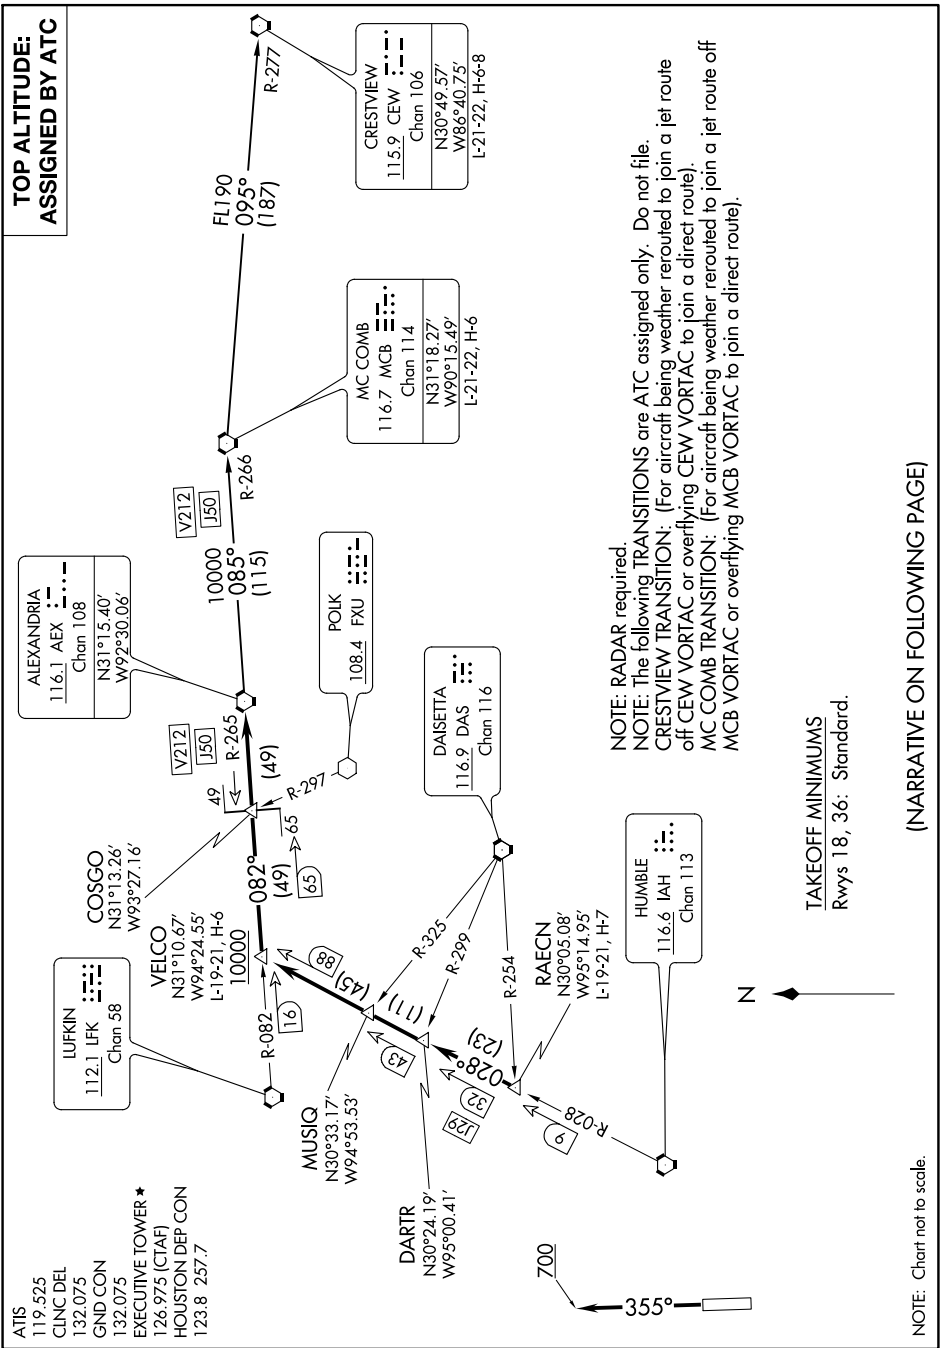 TOP ALTITUDE:
ASSIGNED BY ATC
ATIS
119.525
CLNC DEL
132.075
GND CON
132.075
EXECUTIVE TOWER ★
126.975 (CTAF)
HOUSTON DEP CON
123.8 257.7
LUFKIN
112.1 LFK
Chan 58
R-082
16
VELCO
N31°10.67'
W94°24.55'
L-19-21, H-6
10000
COSGO
N31°13.26'
W93°27.16'
082°
(49)
65
65
49
R-265
(49)
V212
J50
R-297
ALEXANDRIA
116.1 AEX
Chan 108
N31°15.40'
W92°30.06'
POLK
108.4 FXU
10000
085°
(115)
V212
J50
R-266
MC COMB
116.7 MCB
Chan 114
N31°18.27'
W90°15.49'
L-21-22, H-6
FL190
095°
(187)
R-277
CRESTVIEW
115.9 CEW
Chan 106
N30°49.57'
W86°40.75'
L-21-22, H-6-8
88
(45)
MUSIQ
N30°33.17'
W94°53.53'
43
(11)
DARTR
N30°24.19'
W95°00.41'
R-325
R-299
R-254
DAISETTA
116.9 DAS
Chan 116
028°
(23)
32
J29
RAECN
N30°05.08'
W95°14.95'
L-19-21, H-7
9
R-028
HUMBLE
116.6 IAH
Chan 113
700
355°
N
NOTE: RADAR required.
NOTE: The following TRANSITIONS are ATC assigned only. Do not file.
CRESTVIEW TRANSITION: (For aircraft being weather rerouted to join a jet route
off CEW VORTAC or overflying CEW VORTAC to join a direct route).
MC COMB TRANSITION: (For aircraft being weather rerouted to join a jet route off
MCB VORTAC or overflying MCB VORTAC to join a direct route).
TAKEOFF MINIMUMS
Rwys 18, 36: Standard.
(NARRATIVE ON FOLLOWING PAGE)
NOTE: Chart not to scale.